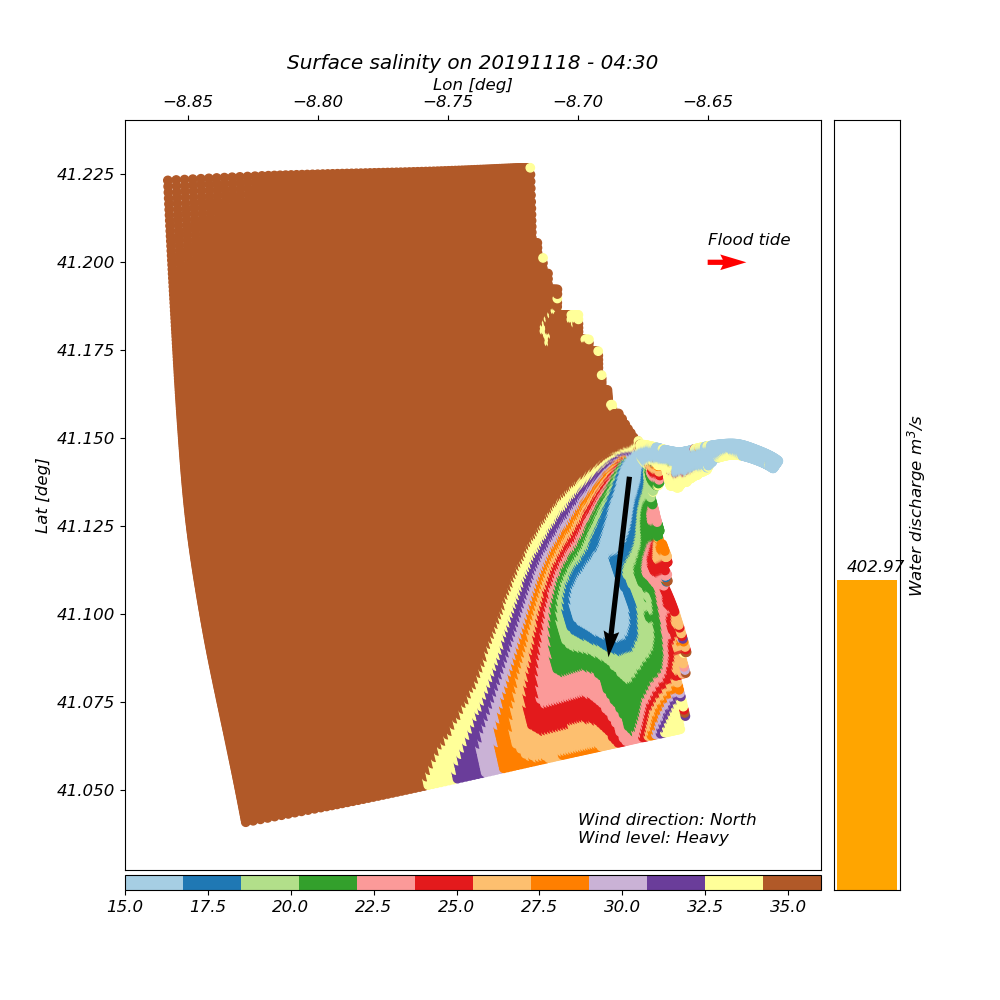 Surface salinity on 20191118 - 04:30
Lon [deg]
−8.85 −8.80 −8.75 −8.70 −8.65
41.225
41.200
41.175
41.150
41.125
41.100
41.075
41.050
Lat [deg]
Flood tide
Wind direction: North
Wind level: Heavy
402.97
Water discharge m³/s
15.0 17.5 20.0 22.5 25.0 27.5 30.0 32.5 35.0